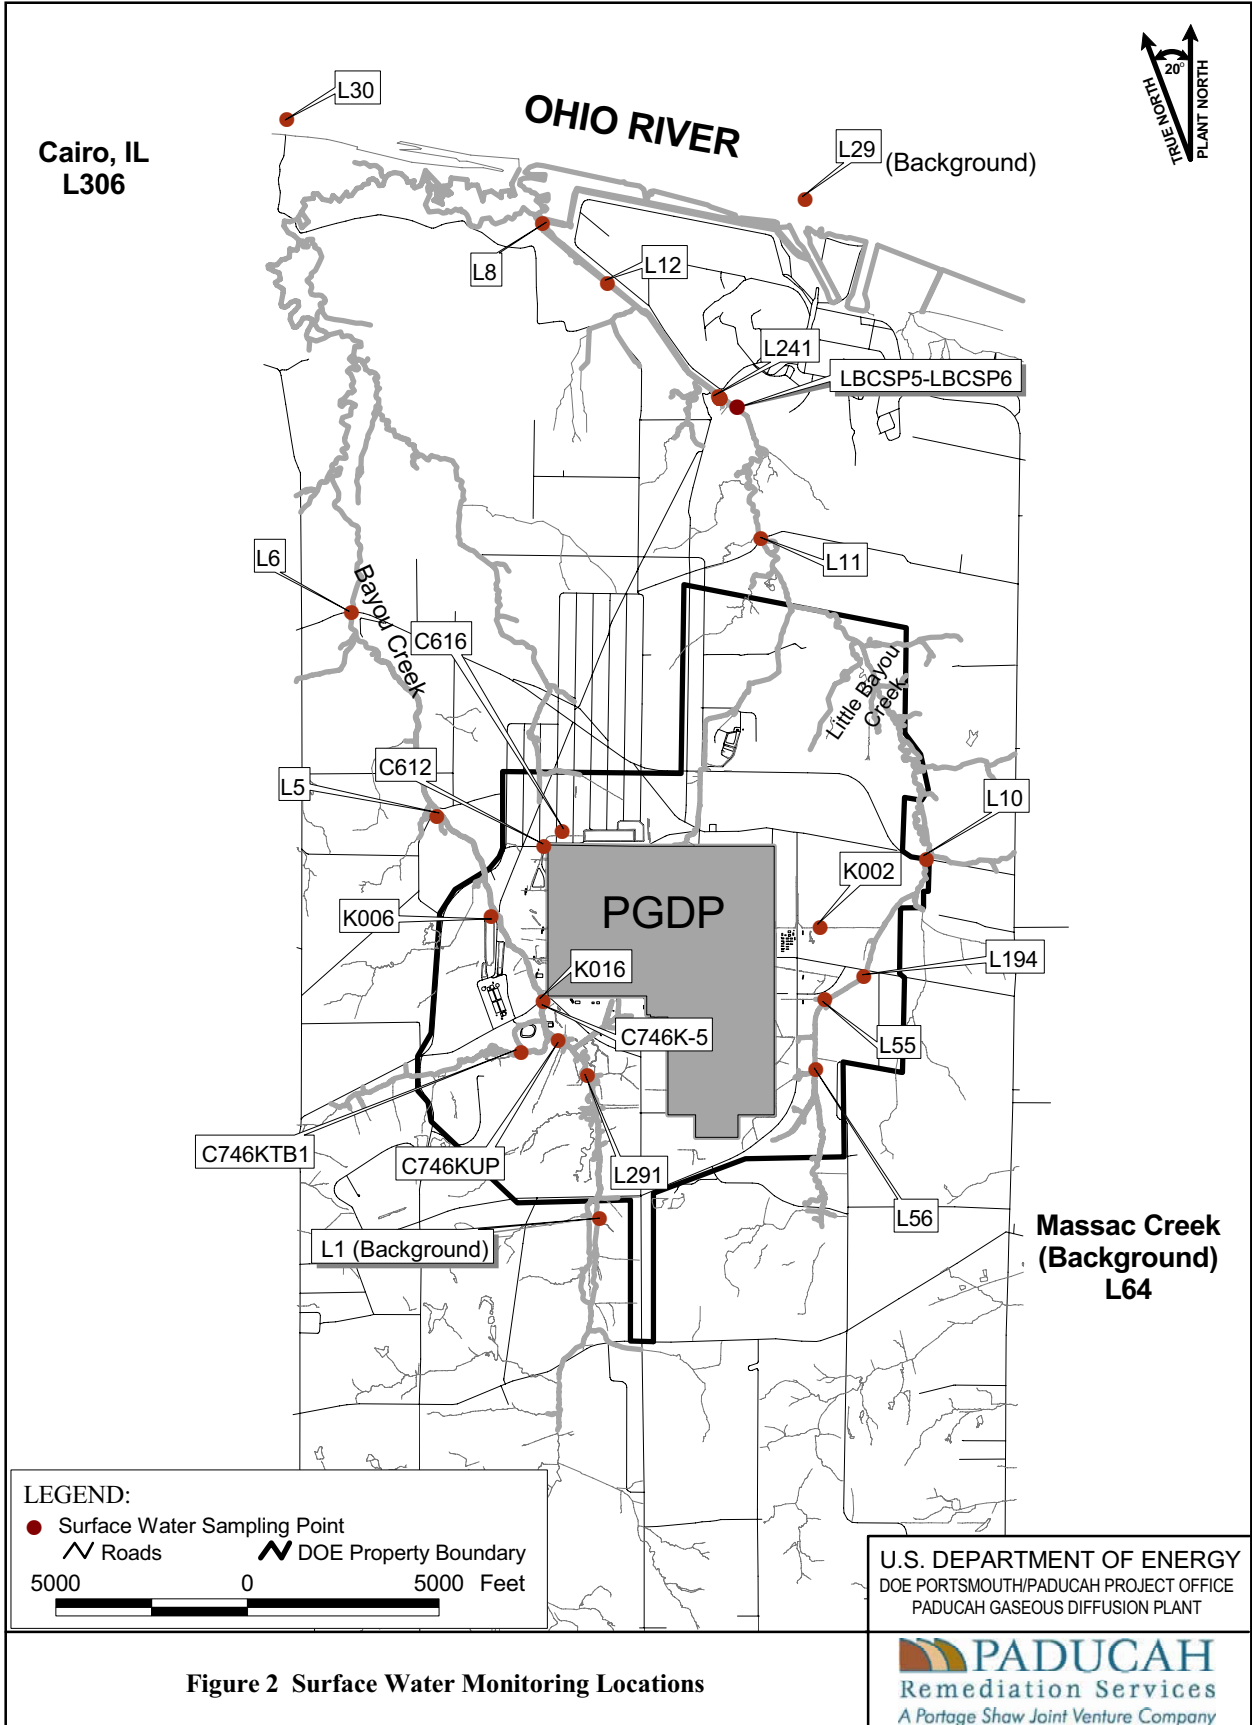 L30
OHIO RIVER
20°
TRUE NORTH
PLANT NORTH
Cairo, IL
L306
L29 (Background)
L8
L12
L241
LBCSP5-LBCSP6
L6
L11
Bayou Creek
C616
Little Bayou
Creek
C612
L5
L10
K002
K006
PGDP
K016
L194
C746K-5
L55
C746KTB1
C746KUP
L291
L56
L1 (Background)
Massac Creek
(Background)
L64
LEGEND:
Surface Water Sampling Point
Roads DOE Property Boundary
5000 0 5000 Feet
U.S. DEPARTMENT OF ENERGY
DOE PORTSMOUTH/PADUCAH PROJECT OFFICE
PADUCAH GASEOUS DIFFUSION PLANT
Figure 2 Surface Water Monitoring Locations
PADUCAH
Remediation Services
A Portage Shaw Joint Venture Company